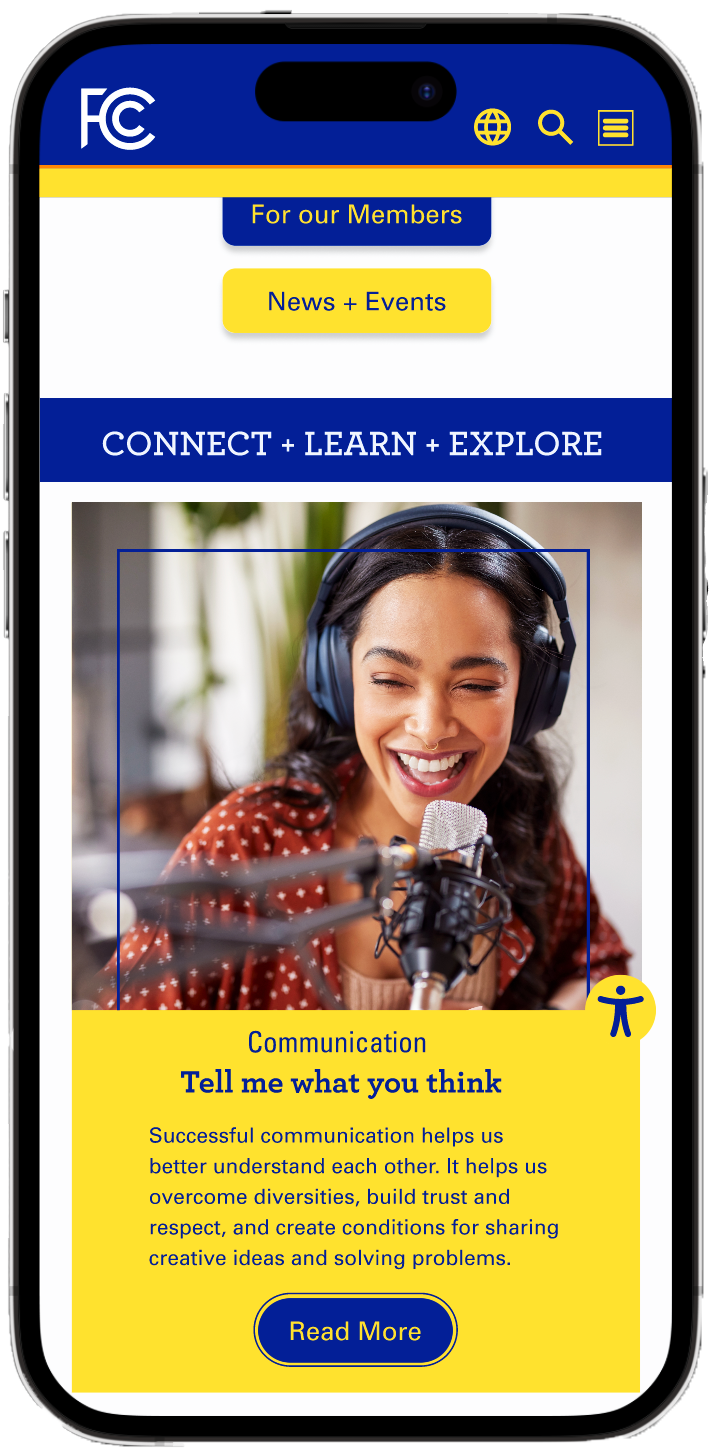 FCC
For our Members
News + Events
CONNECT + LEARN + EXPLORE
Communication
Tell me what you think
Successful communication helps us
better understand each other. It helps us
overcome diversities, build trust and
respect, and create conditions for sharing
creative ideas and solving problems.
Read More